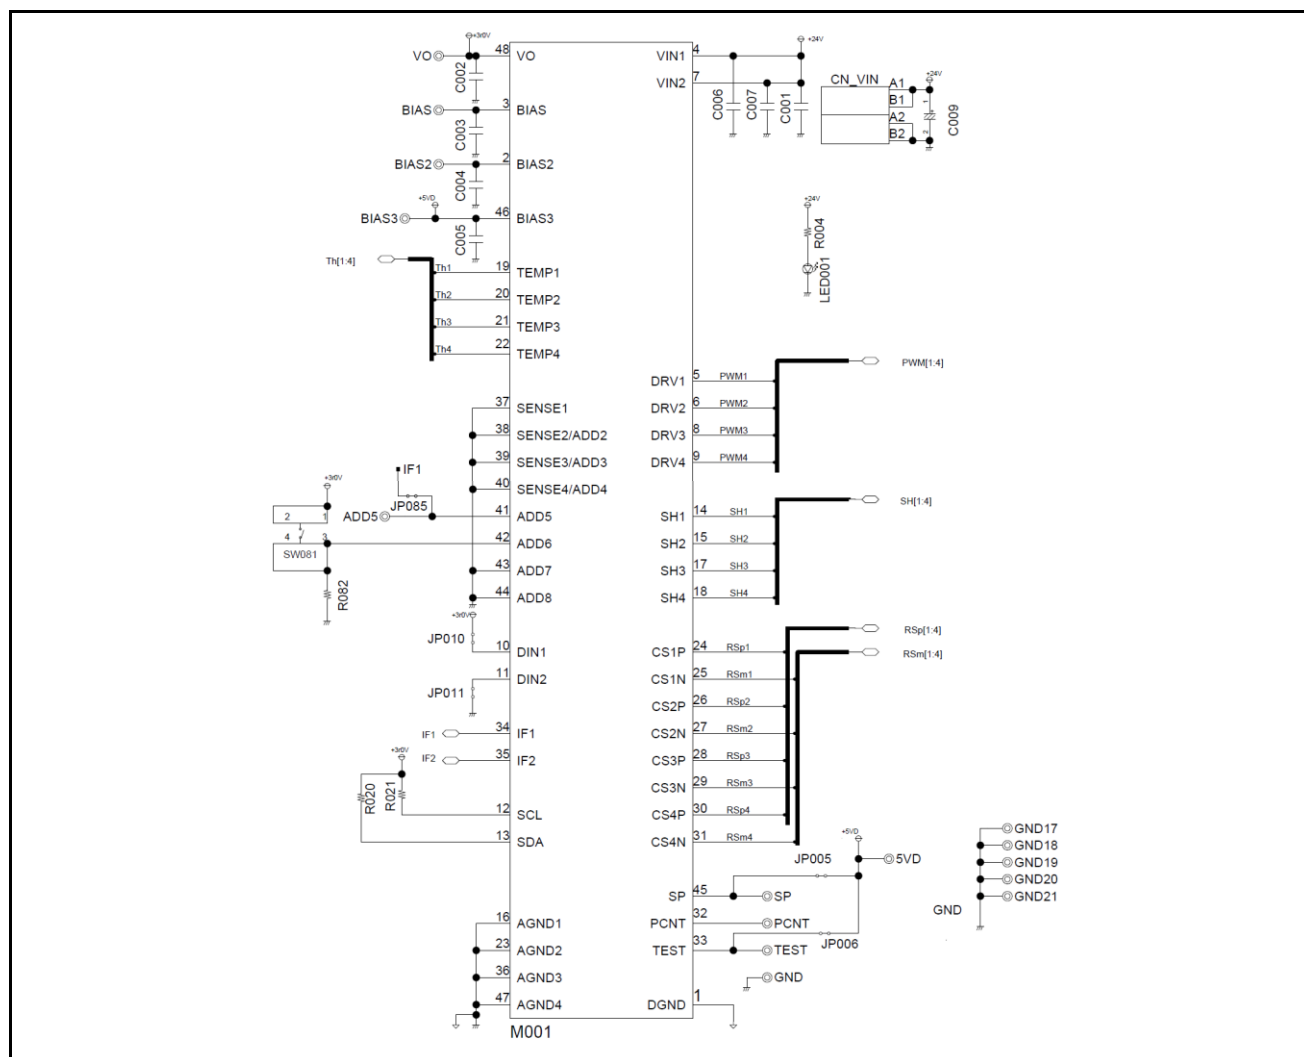 +3r0V
VO 48 VO
C002
BIAS 3 BIAS
C003
BIAS2 2 BIAS2
C004
+5VD
BIAS3 46 BIAS3
C005
Th[1:4]
Th1 19 TEMP1
Th2 20 TEMP2
Th3 21 TEMP3
Th4 22 TEMP4
37 SENSE1
38 SENSE2/ADD2
39 SENSE3/ADD3
40 SENSE4/ADD4
IF1
JP085
+3r0V
2 1
4 3
SW081
R082
ADD5 41 ADD5
42 ADD6
43 ADD7
44 ADD8
+3r0V
JP010
10 DIN1
11 DIN2
JP011
IF1 34 IF1
IF2 35 IF2
+3r0V
R020
R021
12 SCL
13 SDA
16 AGND1
23 AGND2
36 AGND3
47 AGND4
M001
+24V
VIN1 4
VIN2 7
C006
C007
C001
CN_VIN
A1
B1
A2
B2
+24V
1
2
C009
+24V
R004
LED001
DRV1 5 PWM1
DRV2 6 PWM2
DRV3 8 PWM3
DRV4 9 PWM4
PWM[1:4]
SH1 14 SH1
SH2 15 SH2
SH3 17 SH3
SH4 18 SH4
SH[1:4]
CS1P 24 RSp1
CS1N 25 RSm1
CS2P 26 RSp2
CS2N 27 RSm2
CS3P 28 RSp3
CS3N 29 RSm3
CS4P 30 RSp4
CS4N 31 RSm4
RSp[1:4]
RSm[1:4]
+5VD
5VD
JP005
SP 45 SP
PCNT 32 PCNT
TEST 33 TEST
JP006
GND
DGND 1
GND17
GND18
GND19
GND20
GND21
GND